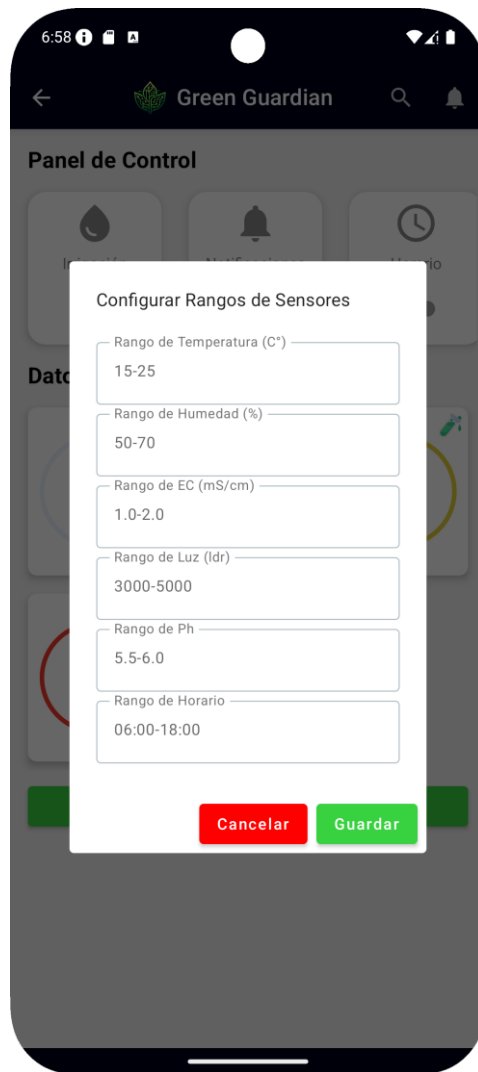 6:58
Green Guardian
Panel de Control
Configurar Rangos de Sensores
Rango de Temperatura (C°)
15-25
Rango de Humedad (%)
50-70
Rango de EC (mS/cm)
1.0-2.0
Rango de Luz (ldr)
3000-5000
Rango de Ph
5.5-6.0
Rango de Horario
06:00-18:00
Cancelar
Guardar